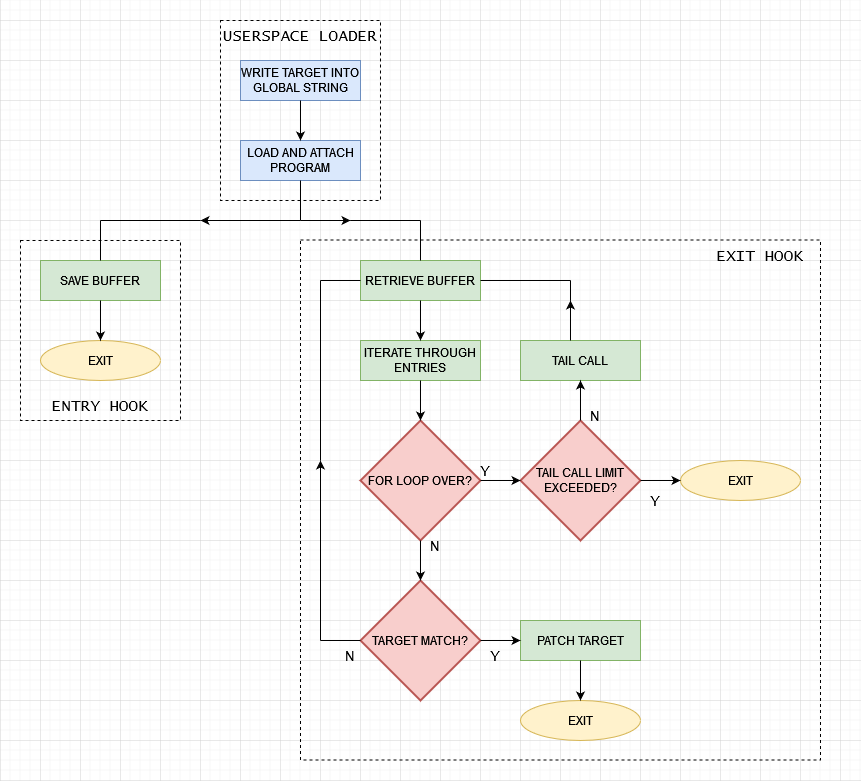 USERSPACE LOADER
WRITE TARGET INTO
GLOBAL STRING
LOAD AND ATTACH
PROGRAM
SAVE BUFFER
EXIT
ENTRY HOOK
EXIT HOOK
RETRIEVE BUFFER
ITERATE THROUGH
ENTRIES
TAIL CALL
N
FOR LOOP OVER?
Y
TAIL CALL LIMIT
EXCEEDED?
Y
EXIT
N
TARGET MATCH?
N
Y
PATCH TARGET
EXIT